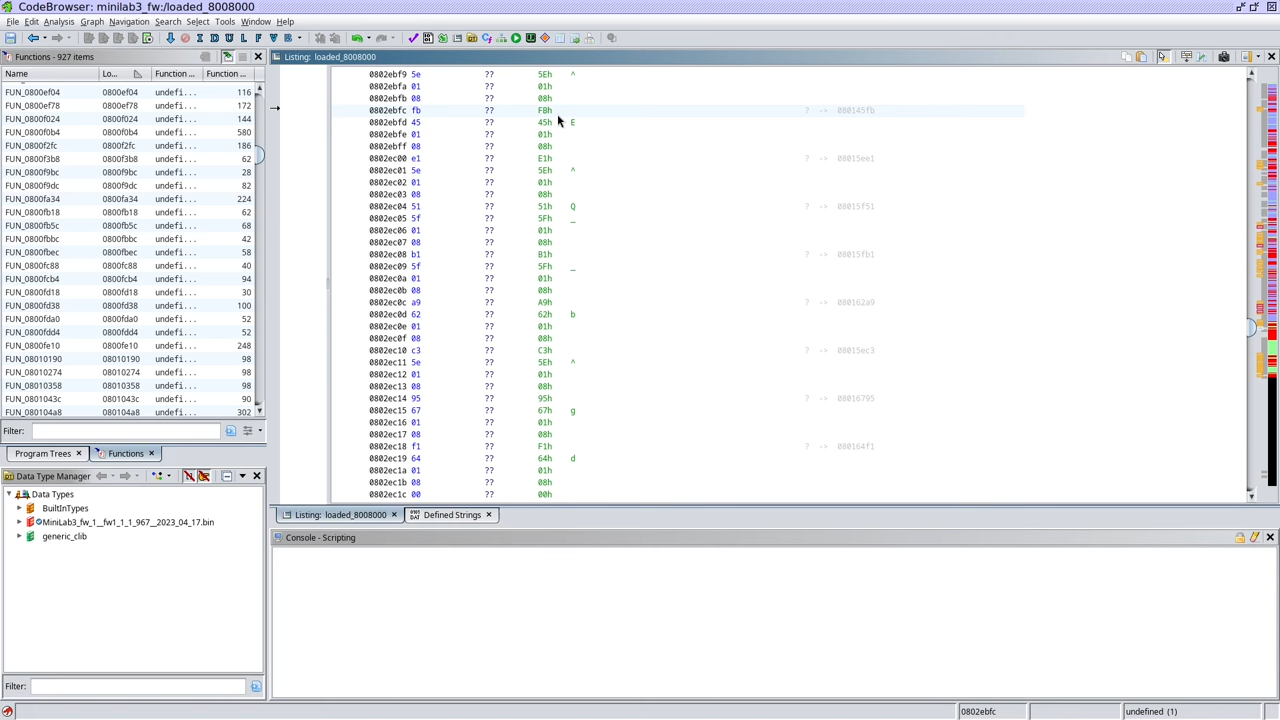 CodeBrowser: minilab3_fw:/loaded_8008000
File Edit Analysis Graph Navigation Search Select Tools Window Help
I D U L F V B
Functions - 927 items
Name Lo... Function ... Function ...
FUN_0800ef04 0800ef04 undefi... 116
FUN_0800ef78 0800ef78 undefi... 172
FUN_0800f024 0800f024 undefi... 144
FUN_0800f0b4 0800f0b4 undefi... 580
FUN_0800f2fc 0800f2fc undefi... 186
FUN_0800f3b8 0800f3b8 undefi... 62
FUN_0800f9bc 0800f9bc undefi... 28
FUN_0800f9dc 0800f9dc undefi... 82
FUN_0800fa34 0800fa34 undefi... 224
FUN_0800fb18 0800fb18 undefi... 62
FUN_0800fb5c 0800fb5c undefi... 68
FUN_0800fbbc 0800fbbc undefi... 42
FUN_0800fbec 0800fbec undefi... 58
FUN_0800fc88 0800fc88 undefi... 40
FUN_0800fcb4 0800fcb4 undefi... 94
FUN_0800fd18 0800fd18 undefi... 30
FUN_0800fd38 0800fd38 undefi... 100
FUN_0800fda0 0800fda0 undefi... 52
FUN_0800fdd4 0800fdd4 undefi... 52
FUN_0800fe10 0800fe10 undefi... 248
FUN_08010190 08010190 undefi... 98
FUN_08010274 08010274 undefi... 98
FUN_08010358 08010358 undefi... 98
FUN_0801043c 0801043c undefi... 90
FUN_080104a8 080104a8 undefi... 302
Filter:
Program Trees Functions
Data Type Manager
Data Types
BuiltInTypes
MiniLab3_fw_1__fw1_1_1_967__2023_04_17.bin
generic_clib
Filter:
Listing: loaded_8008000
0802ebf9 5e ?? 5Eh ^
0802ebfa 01 ?? 01h
0802ebfb 08 ?? 08h
0802ebfc fb ?? FBh ? -> 080145fb
0802ebfd 45 ?? 45h E
0802ebfe 01 ?? 01h
0802ebff 08 ?? 08h
0802ec00 e1 ?? E1h ? -> 08015ee1
0802ec01 5e ?? 5Eh ^
0802ec02 01 ?? 01h
0802ec03 08 ?? 08h
0802ec04 51 ?? 51h Q ? -> 08015f51
0802ec05 5f ?? 5Fh _
0802ec06 01 ?? 01h
0802ec07 08 ?? 08h
0802ec08 b1 ?? B1h ? -> 08015fb1
0802ec09 5f ?? 5Fh _
0802ec0a 01 ?? 01h
0802ec0b 08 ?? 08h
0802ec0c a9 ?? A9h ? -> 080162a9
0802ec0d 62 ?? 62h b
0802ec0e 01 ?? 01h
0802ec0f 08 ?? 08h
0802ec10 c3 ?? C3h ? -> 08015ec3
0802ec11 5e ?? 5Eh ^
0802ec12 01 ?? 01h
0802ec13 08 ?? 08h
0802ec14 95 ?? 95h ? -> 08016795
0802ec15 67 ?? 67h g
0802ec16 01 ?? 01h
0802ec17 08 ?? 08h
0802ec18 f1 ?? F1h ? -> 080164f1
0802ec19 64 ?? 64h d
0802ec1a 01 ?? 01h
0802ec1b 08 ?? 08h
0802ec1c 00 ?? 00h
Listing: loaded_8008000 Defined Strings
Console - Scripting
0802ebfc undefined (1)